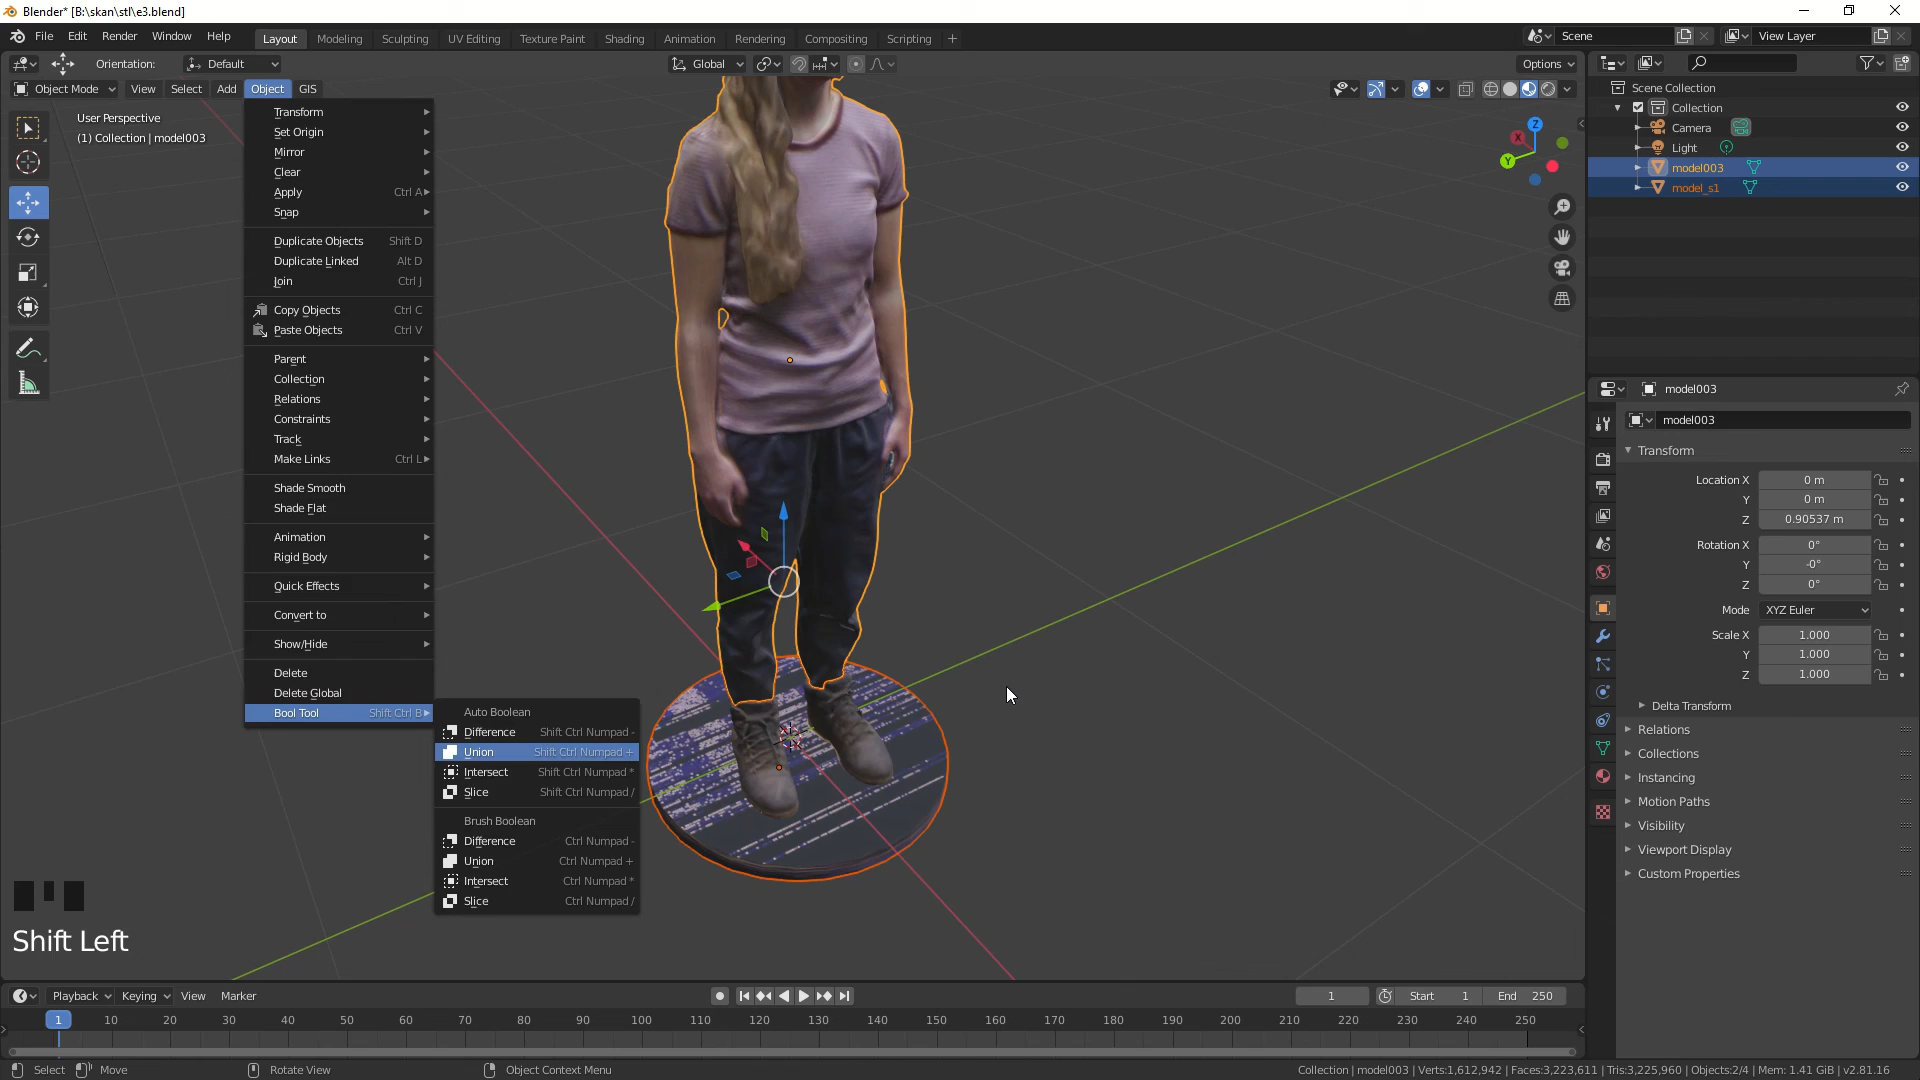 Blender* [B:\skan\stl\e3.blend]
File Edit Render Window Help
Layout Modeling Sculpting UV Editing Texture Paint Shading Animation Rendering Compositing Scripting +
Scene
View Layer
Orientation: Default
Global
Options
Object Mode View Select Add Object GIS
User Perspective
(1) Collection | model003
Transform
Set Origin
Mirror
Clear
Apply Ctrl A
Snap
Duplicate Objects Shift D
Duplicate Linked Alt D
Join Ctrl J
Copy Objects Ctrl C
Paste Objects Ctrl V
Parent
Collection
Relations
Constraints
Track
Make Links Ctrl L
Shade Smooth
Shade Flat
Animation
Rigid Body
Quick Effects
Convert to
Show/Hide
Delete
Delete Global
Bool Tool Shift Ctrl B
Auto Boolean
Difference Shift Ctrl Numpad -
Union Shift Ctrl Numpad +
Intersect Shift Ctrl Numpad *
Slice Shift Ctrl Numpad /
Brush Boolean
Difference Ctrl Numpad -
Union Ctrl Numpad +
Intersect Ctrl Numpad *
Slice Ctrl Numpad /
Shift Left
Z
X
Y
Scene Collection
Collection
Camera
Light
model003
model_s1
model003
model003
Transform
Location X 0 m
Y 0 m
Z 0.90537 m
Rotation X 0°
Y -0°
Z 0°
Mode XYZ Euler
Scale X 1.000
Y 1.000
Z 1.000
Delta Transform
Relations
Collections
Instancing
Motion Paths
Visibility
Viewport Display
Custom Properties
Playback Keying View Marker
1 Start 1 End 250
1 10 20 30 40 50 60 70 80 90 100 110 120 130 140 150 160 170 180 190 200 210 220 230 240 250
Select Move Rotate View Object Context Menu
Collection | model003 | Verts:1,612,942 | Faces:3,223,611 | Tris:3,225,960 | Objects:2/4 | Mem: 1.41 GiB | v2.81.16